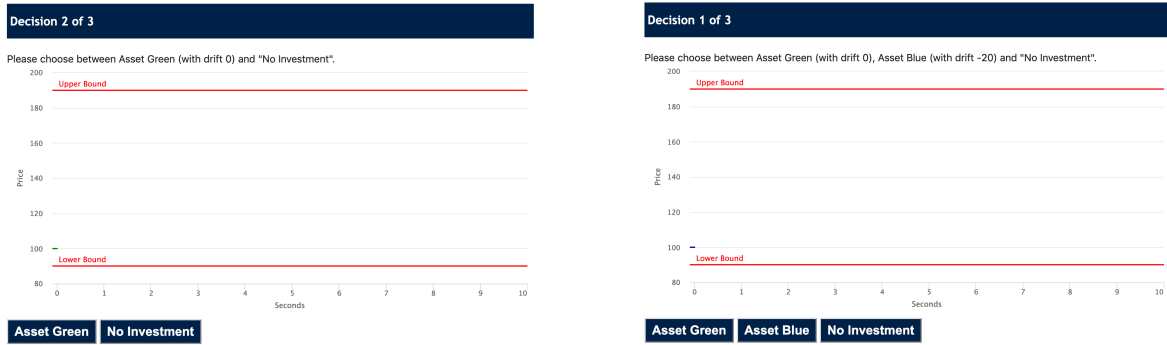 Decision 2 of 3
Please choose between Asset Green (with drift 0) and "No Investment".
200
Upper Bound
180
160
140
Price
120
100
Lower Bound
80
0 1 2 3 4 5 6 7 8 9 10
Seconds
Asset Green No Investment
Decision 1 of 3
Please choose between Asset Green (with drift 0), Asset Blue (with drift -20) and "No Investment".
200
Upper Bound
180
160
140
Price
120
100
Lower Bound
80
0 1 2 3 4 5 6 7 8 9 10
Seconds
Asset Green Asset Blue No Investment